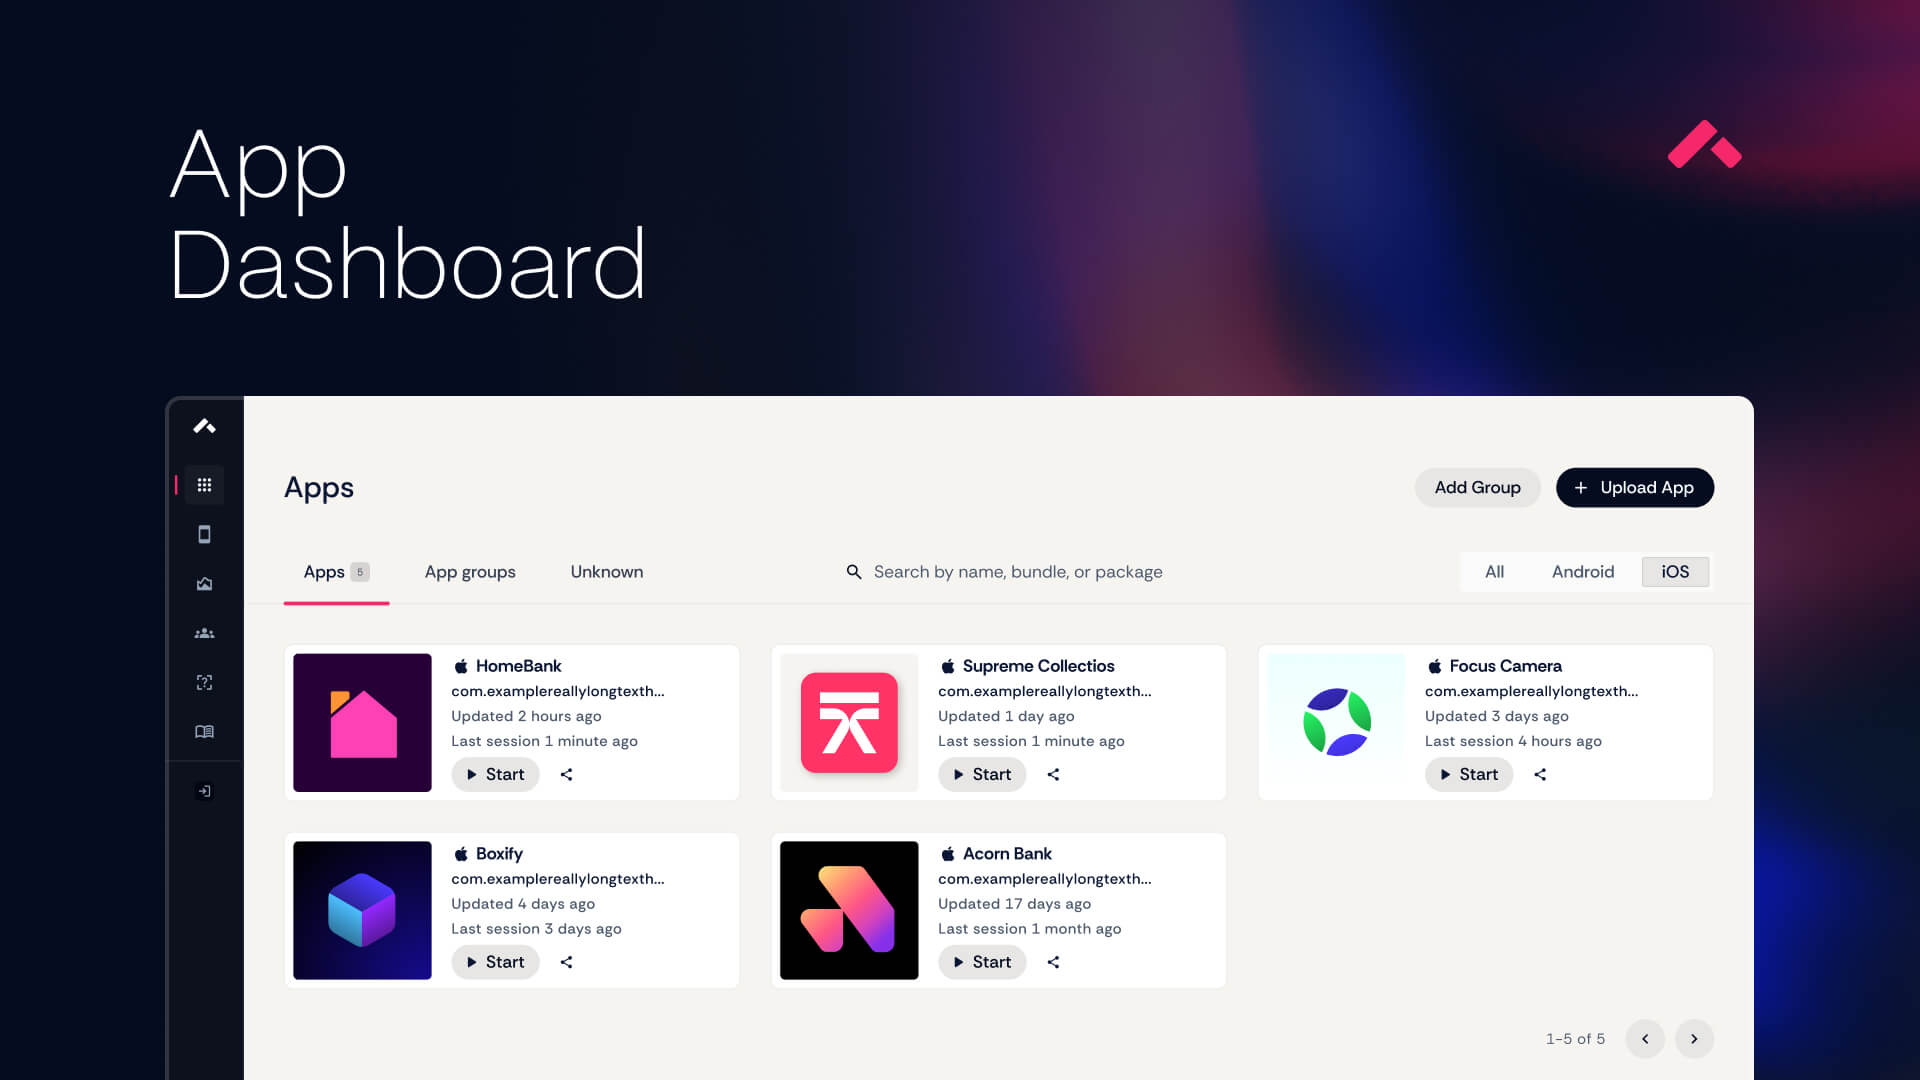 App
Dashboard
Apps
Add Group
+ Upload App
Apps 5
App groups
Unknown
Search by name, bundle, or package
All
Android
iOS
HomeBank
com.examplereallylongtexth...
Updated 2 hours ago
Last session 1 minute ago
Start
Supreme Collectios
com.examplereallylongtexth...
Updated 1 day ago
Last session 1 minute ago
Start
Focus Camera
com.examplereallylongtexth...
Updated 3 days ago
Last session 4 hours ago
Start
Boxify
com.examplereallylongtexth...
Updated 4 days ago
Last session 3 days ago
Start
Acorn Bank
com.examplereallylongtexth...
Updated 17 days ago
Last session 1 month ago
Start
1-5 of 5